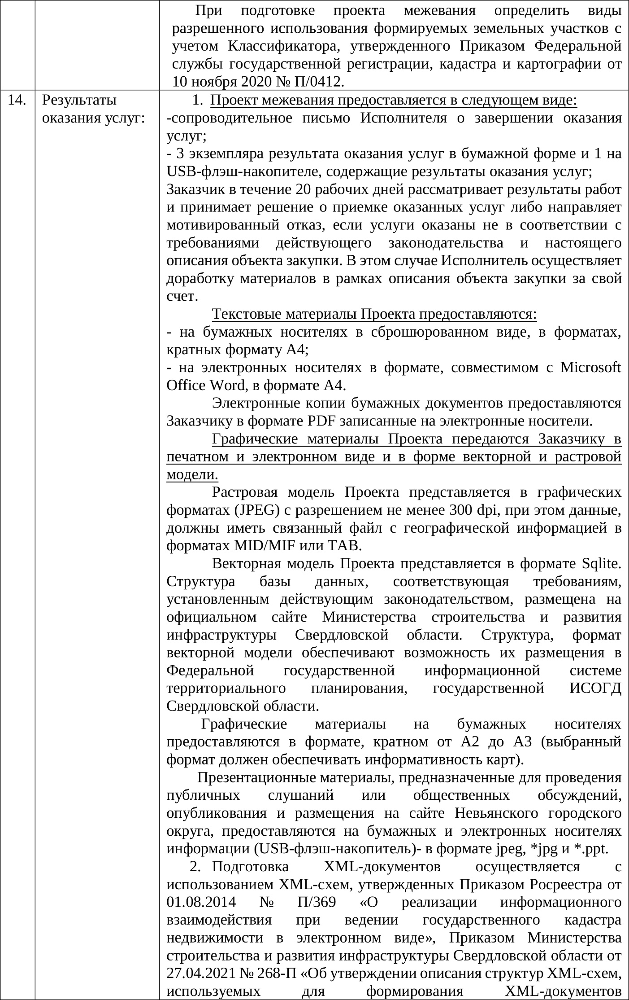 При подготовке проекта межевания определить виды
разрешенного использования формируемых земельных участков с
учетом Классификатора, утвержденного Приказом Федеральной
службы государственной регистрации, кадастра и картографии от
10 ноября 2020 № П/0412.
14. Результаты оказания услуг:
1. Проект межевания предоставляется в следующем виде:
-сопроводительное письмо Исполнителя о завершении оказания
услуг;
- 3 экземпляра результата оказания услуг в бумажной форме и 1 на
USB-флэш-накопителе, содержащие результаты оказания услуг;
Заказчик в течение 20 рабочих дней рассматривает результаты работ
и принимает решение о приемке оказанных услуг либо направляет
мотивированный отказ, если услуги оказаны не в соответствии с
требованиями действующего законодательства и настоящего
описания объекта закупки. В этом случае Исполнитель осуществляет
доработку материалов в рамках описания объекта закупки за свой
счет.
Текстовые материалы Проекта предоставляются:
- на бумажных носителях в сброшюрованном виде, в форматах,
кратных формату А4;
- на электронных носителях в формате, совместимом с Microsoft
Office Word, в формате А4.
Электронные копии бумажных документов предоставляются
Заказчику в формате PDF записанные на электронные носители.
Графические материалы Проекта передаются Заказчику в
печатном и электронном виде и в форме векторной и растровой
модели.
Растровая модель Проекта представляется в графических
форматах (JPEG) с разрешением не менее 300 dpi, при этом данные,
должны иметь связанный файл с географической информацией в
форматах MID/MIF или TAB.
Векторная модель Проекта представляется в формате Sqlite.
Структура базы данных, соответствующая требованиям,
установленным действующим законодательством, размещена на
официальном сайте Министерства строительства и развития
инфраструктуры Свердловской области. Структура, формат
векторной модели обеспечивают возможность их размещения в
Федеральной государственной информационной системе
территориального планирования, государственной ИСОГД
Свердловской области.
Графические материалы на бумажных носителях
предоставляются в формате, кратном от А2 до А3 (выбранный
формат должен обеспечивать информативность карт).
Презентационные материалы, предназначенные для проведения
публичных слушаний или общественных обсуждений,
опубликования и размещения на сайте Невьянского городского
округа, предоставляются на бумажных и электронных носителях
информации (USB-флэш-накопитель)- в формате jpeg, *jpg и *.ppt.
2. Подготовка XML-документов осуществляется с
использованием XML-схем, утвержденных Приказом Росреестра от
01.08.2014 № П/369 «О реализации информационного
взаимодействия при ведении государственного кадастра
недвижимости в электронном виде», Приказом Министерства
строительства и развития инфраструктуры Свердловской области от
27.04.2021 № 268-П «Об утверждении описания структур XML-схем,
используемых для формирования XML-документов